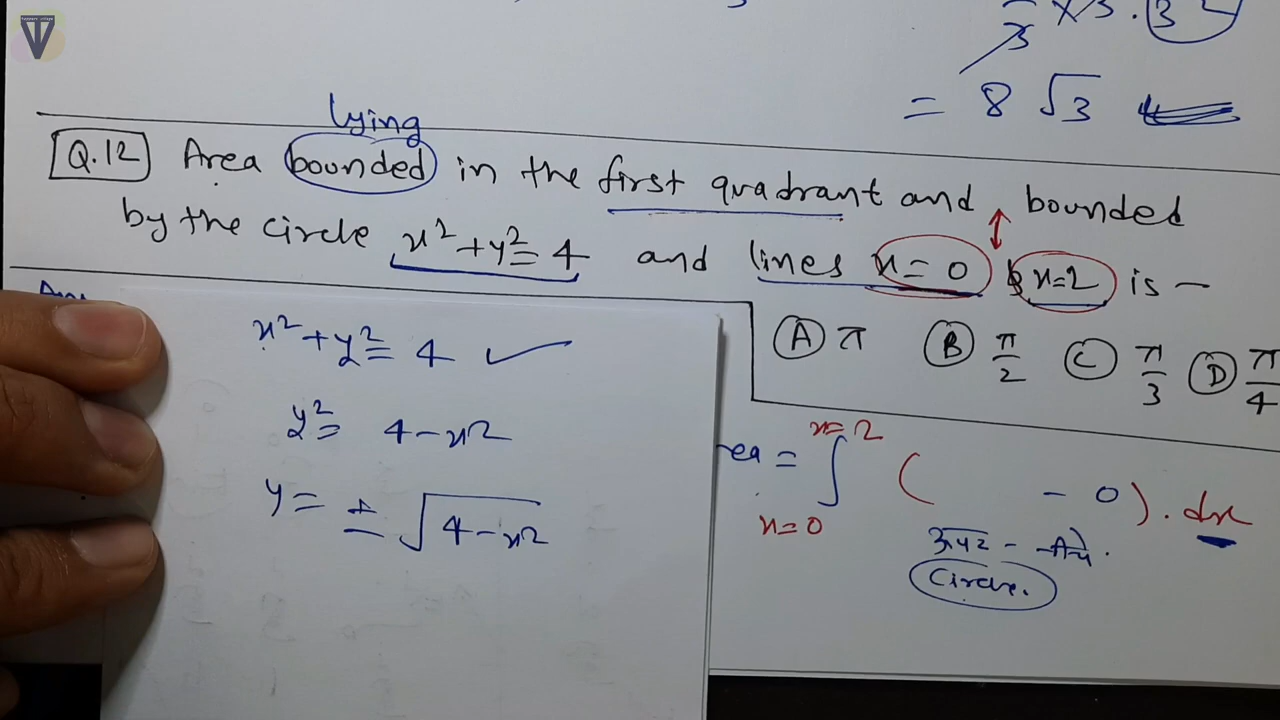 = 8 √3
lying
Q.12 Area bounded in the first quadrant and bounded
by the circle x²+y²=4 and lines x=0 & x=2 is –
(A) π (B) π/2 (C) π/3 (D) π/4
x²+y²=4 ✓
y²= 4-x²
y= ± √4-x²
x=2
ea = ∫ ( - 0). dx
x=0
Circle.